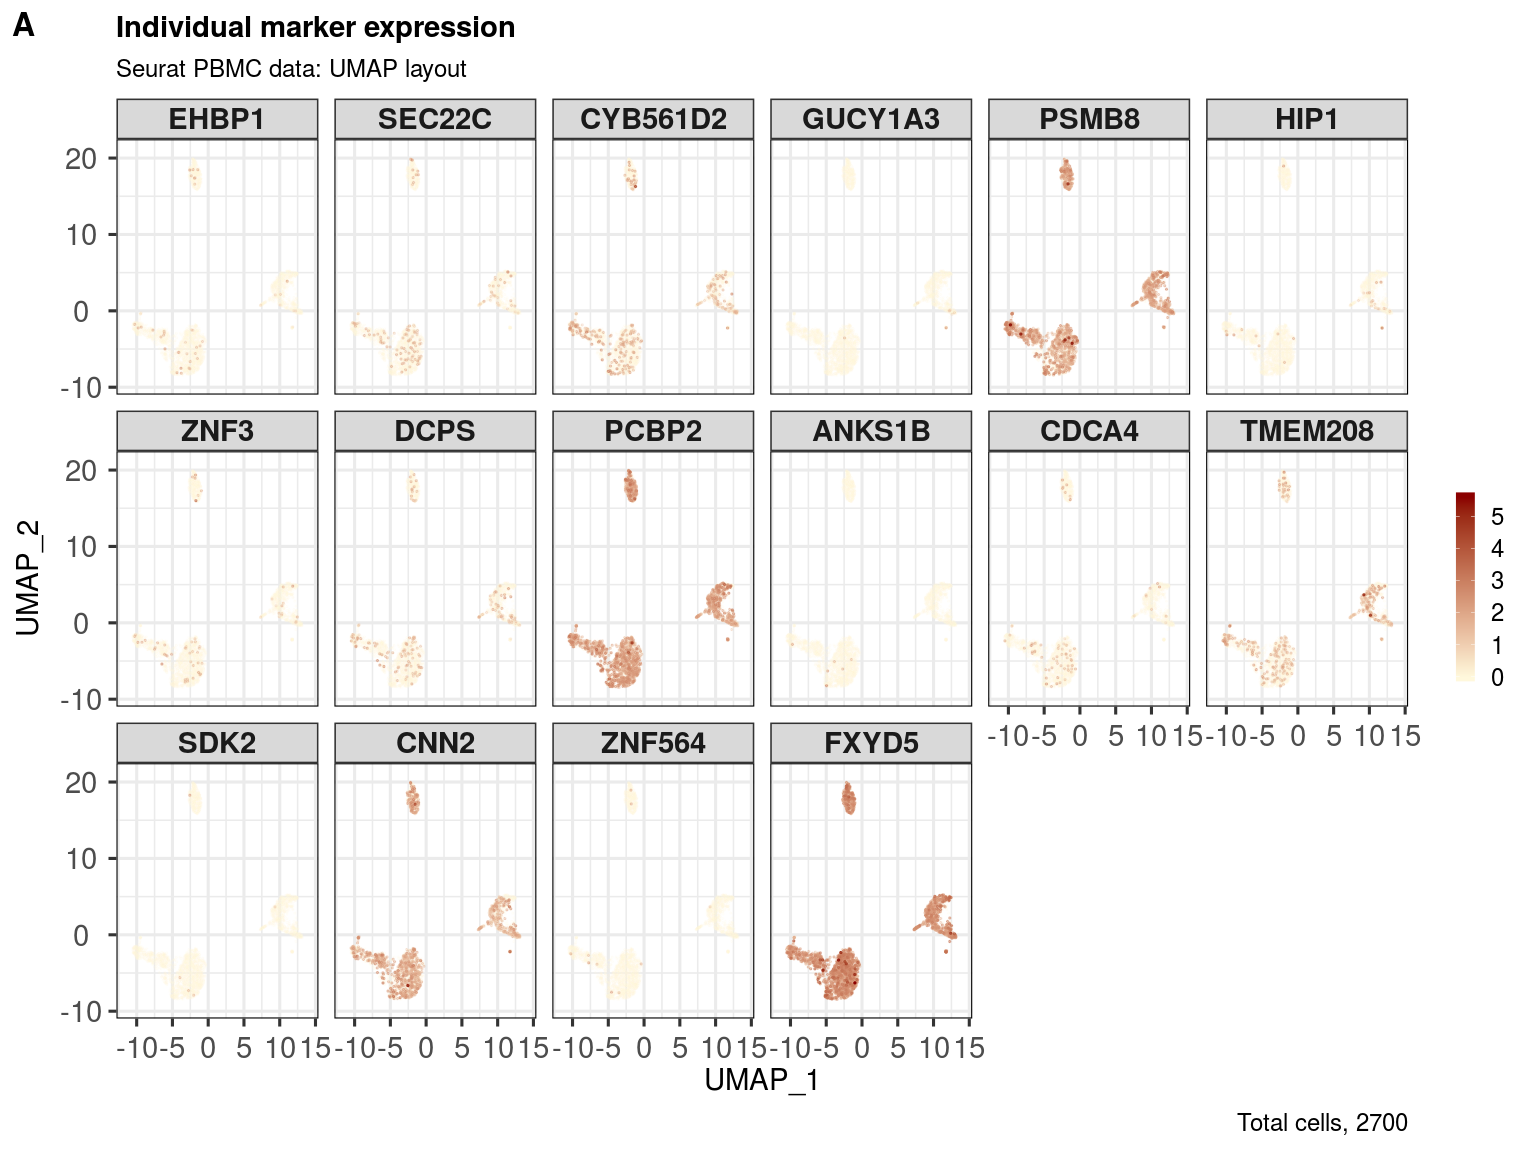 A
Individual marker expression
Seurat PBMC data: UMAP layout
EHBP1 SEC22C CYB561D2 GUCY1A3 PSMB8 HIP1
20
10
0
-10
ZNF3 DCPS PCBP2 ANKS1B CDCA4 TMEM208
20
10
0
-10
-10 -5 0 5 10 15 -10 -5 0 5 10 15
SDK2 CNN2 ZNF564 FXYD5
20
10
0
-10
-10 -5 0 5 10 15 -10 -5 0 5 10 15 -10 -5 0 5 10 15 -10 -5 0 5 10 15
UMAP_2
UMAP_1
5
4
3
2
1
0
Total cells, 2700